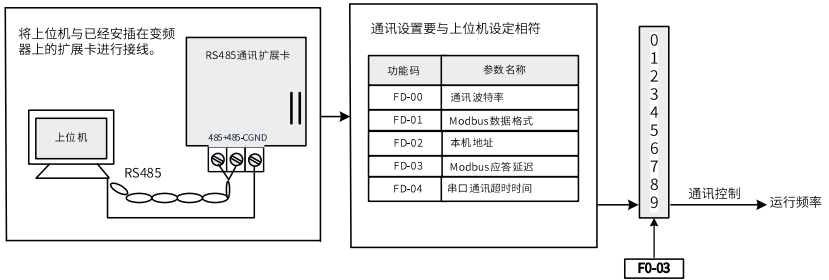 将上位机与已经安插在变频
器上的扩展卡进行接线。
RS485通讯扩展卡
上位机
485+485-CGND
RS485
通讯设置要与上位机设定相符
功能码 参数名称
FD-00 通讯波特率
FD-01 Modbus数据格式
FD-02 本机地址
FD-03 Modbus应答延迟
FD-04 串口通讯超时时间
0
1
2
3
4
5
6
7
8
9
通讯控制
运行频率
F0-03